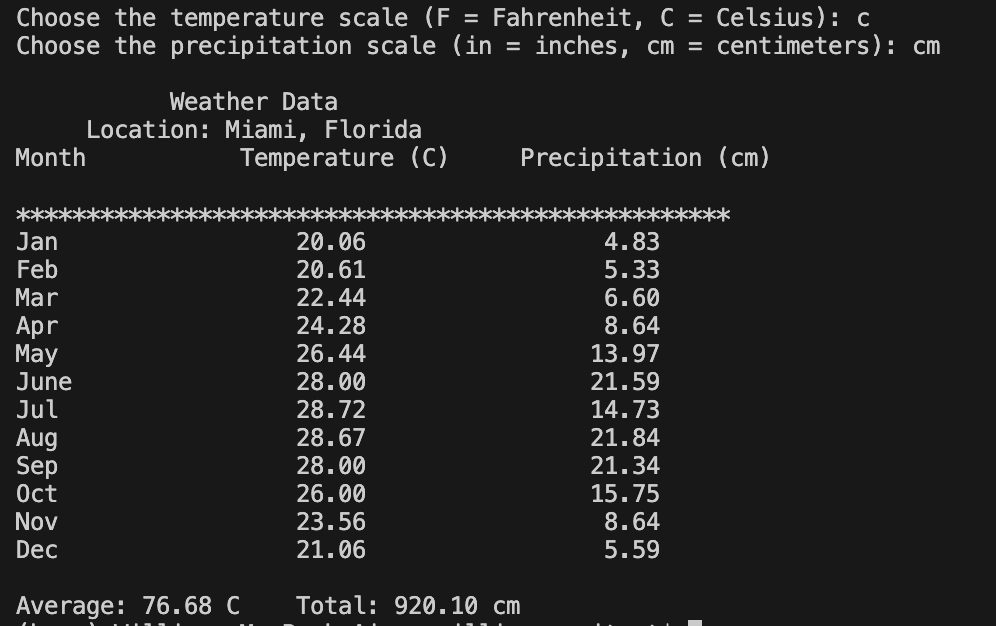 Choose the temperature scale (F = Fahrenheit, C = Celsius): c
Choose the precipitation scale (in = inches, cm = centimeters): cm
Weather Data
Location: Miami, Florida
Month Temperature (C) Precipitation (cm)
***************************************************
Jan 20.06 4.83
Feb 20.61 5.33
Mar 22.44 6.60
Apr 24.28 8.64
May 26.44 13.97
June 28.00 21.59
Jul 28.72 14.73
Aug 28.67 21.84
Sep 28.00 21.34
Oct 26.00 15.75
Nov 23.56 8.64
Dec 21.06 5.59
Average: 76.68 C Total: 920.10 cm